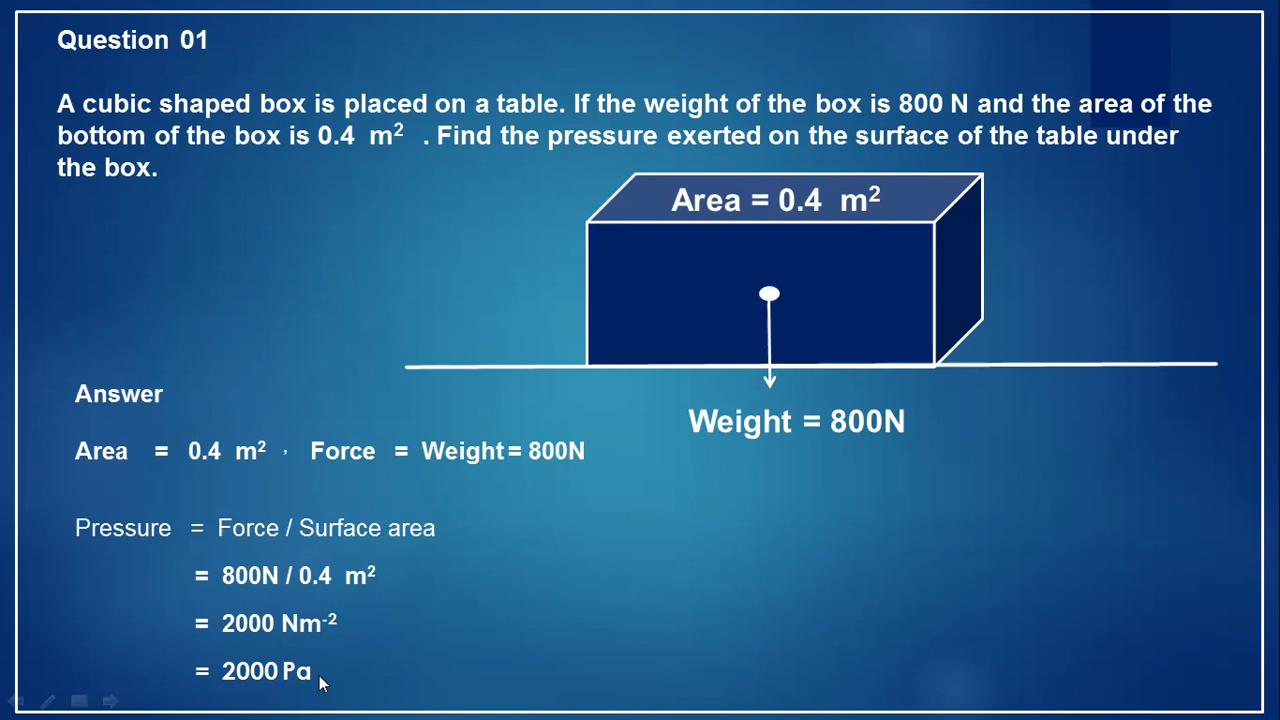 Question 01
A cubic shaped box is placed on a table. If the weight of the box is 800 N and the area of the
bottom of the box is 0.4 m² . Find the pressure exerted on the surface of the table under
the box.
Area = 0.4 m²
Weight = 800N
Answer
Area = 0.4 m² , Force = Weight = 800N
Pressure = Force / Surface area
= 800N / 0.4 m²
= 2000 Nm⁻²
= 2000 Pa